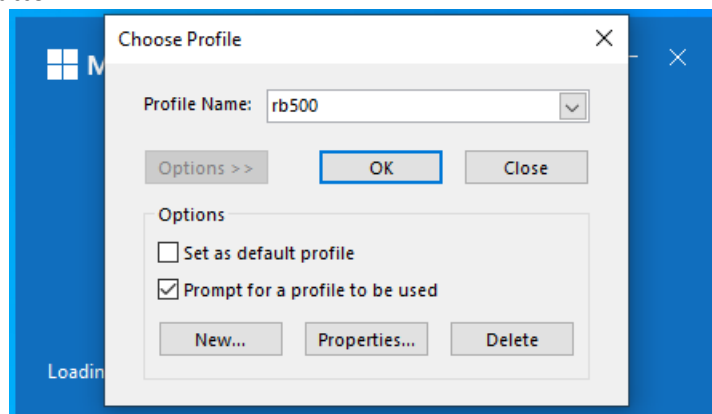 Choose Profile
M
Profile Name: rb500
Options >> OK Close
Options
Set as default profile
Prompt for a profile to be used
New... Properties... Delete
Loadin